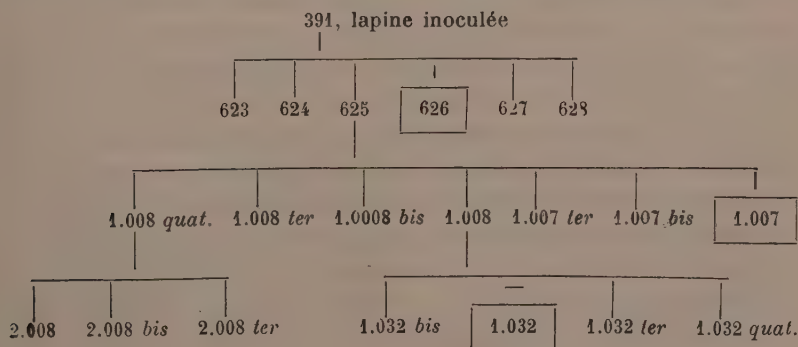 391, lapine inoculée
623 624 625 626 627 628
1.008 quat. 1.008 ter 1.0008 bis 1.008 1.007 ter 1.007 bis 1.007
2.008 2.008 bis 2.008 ter 1.032 bis 1.032 1.032 ter 1.032 quat.